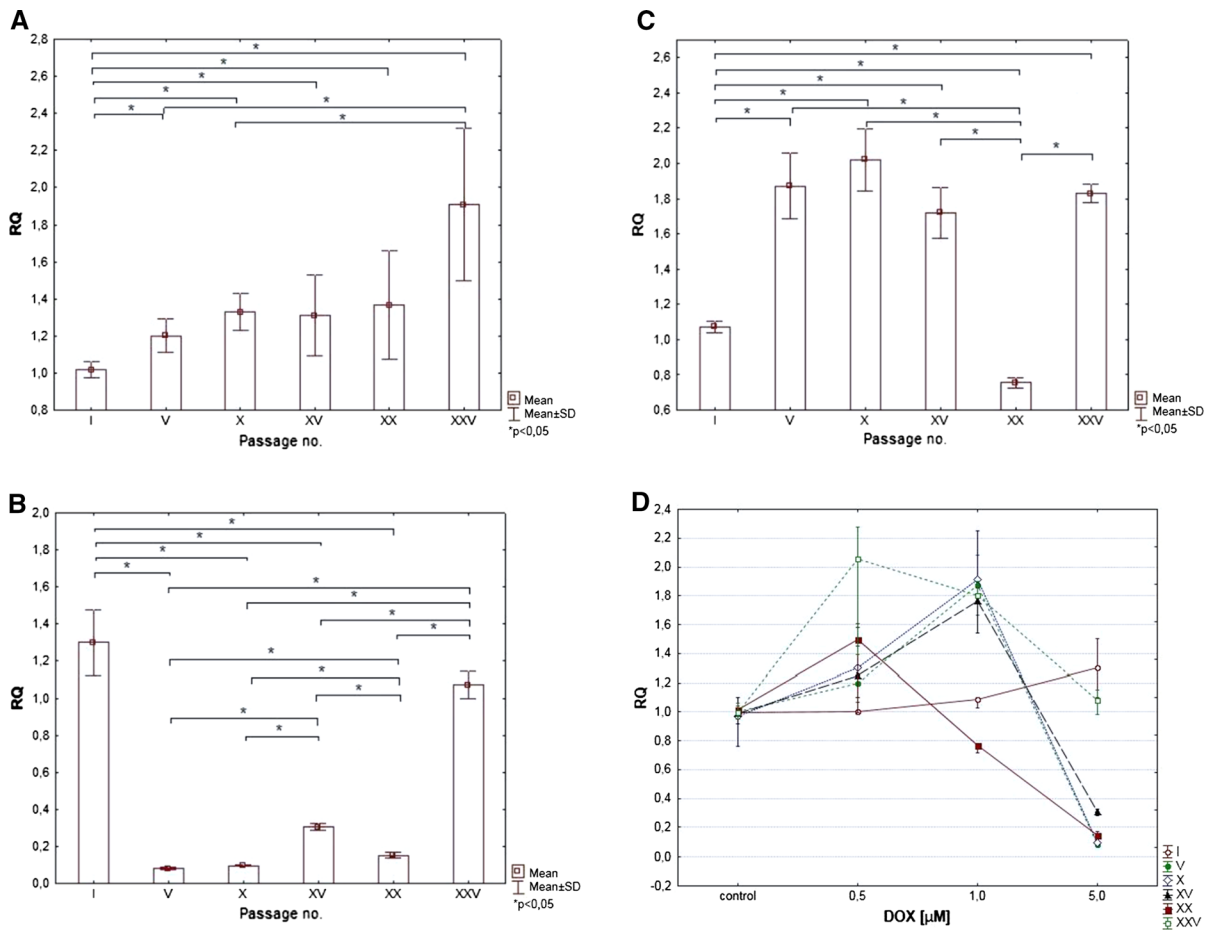 A
2,8
2,6
2,4
2,2
2,0
1,8
1,6
1,4
1,2
1,0
0,8
RQ
* * * * * * *
I V X XV XX XXV
Passage no.
Mean
Mean±SD
*p<0,05
C
2,6
2,4
2,2
2,0
1,8
1,6
1,4
1,2
1,0
0,8
0,6
RQ
* * * * * * * * *
I V X XV XX XXV
Passage no.
Mean
Mean±SD
*p<0,05
B
2,0
1,8
1,6
1,4
1,2
1,0
0,8
0,6
0,4
0,2
0,0
RQ
* * * * * * * * * * * * *
I V X XV XX XXV
Passage no.
Mean
Mean±SD
*p<0,05
D
2,4
2,2
2,0
1,8
1,6
1,4
1,2
1,0
0,8
0,6
0,4
0,2
0,0
-0,2
RQ
control 0,5 1,0 5,0
DOX [µM]
I
V
X
XV
XX
XXV